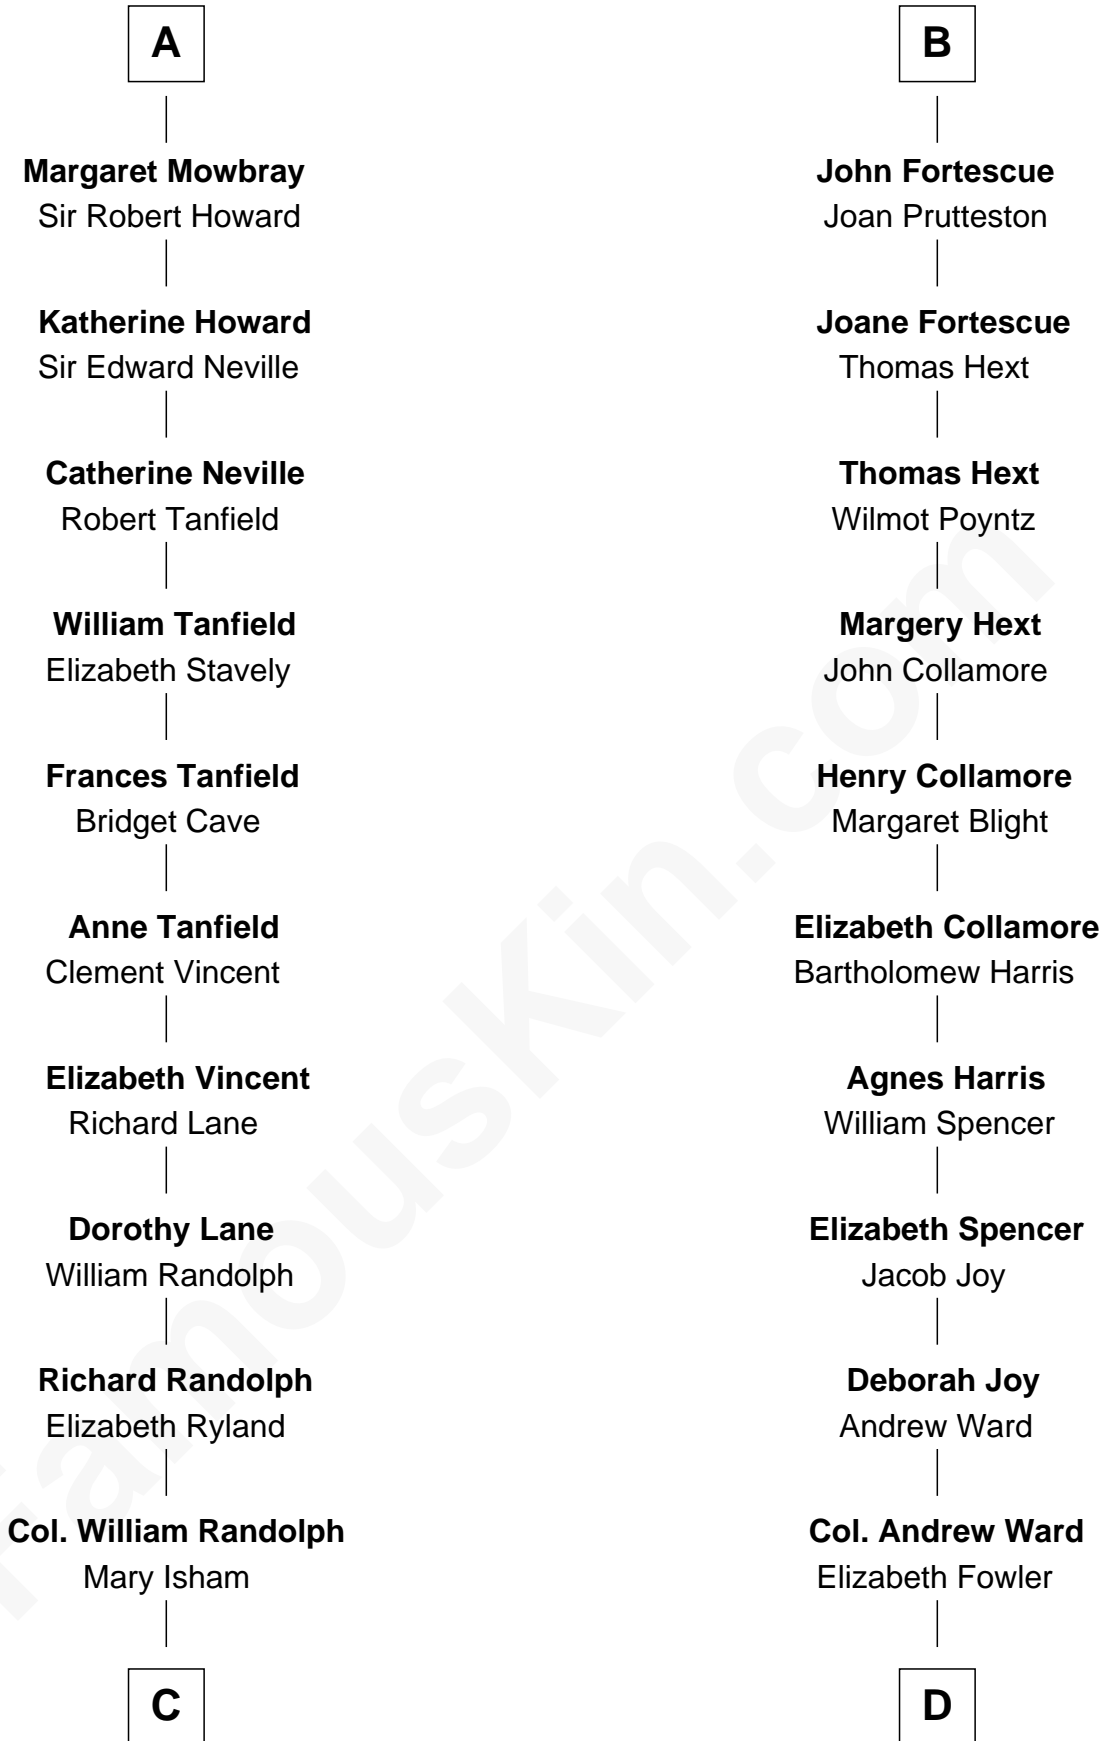 A
Margaret Mowbray
Sir Robert Howard
Katherine Howard
Sir Edward Neville
Catherine Neville
Robert Tanfield
William Tanfield
Elizabeth Stavely
Frances Tanfield
Bridget Cave
Anne Tanfield
Clement Vincent
Elizabeth Vincent
Richard Lane
Dorothy Lane
William Randolph
Richard Randolph
Elizabeth Ryland
Col. William Randolph
Mary Isham
C
B
John Fortescue
Joan Prutteston
Joane Fortescue
Thomas Hext
Thomas Hext
Wilmot Poyntz
Margery Hext
John Collamore
Henry Collamore
Margaret Blight
Elizabeth Collamore
Bartholomew Harris
Agnes Harris
William Spencer
Elizabeth Spencer
Jacob Joy
Deborah Joy
Andrew Ward
Col. Andrew Ward
Elizabeth Fowler
D
FamousKin.com